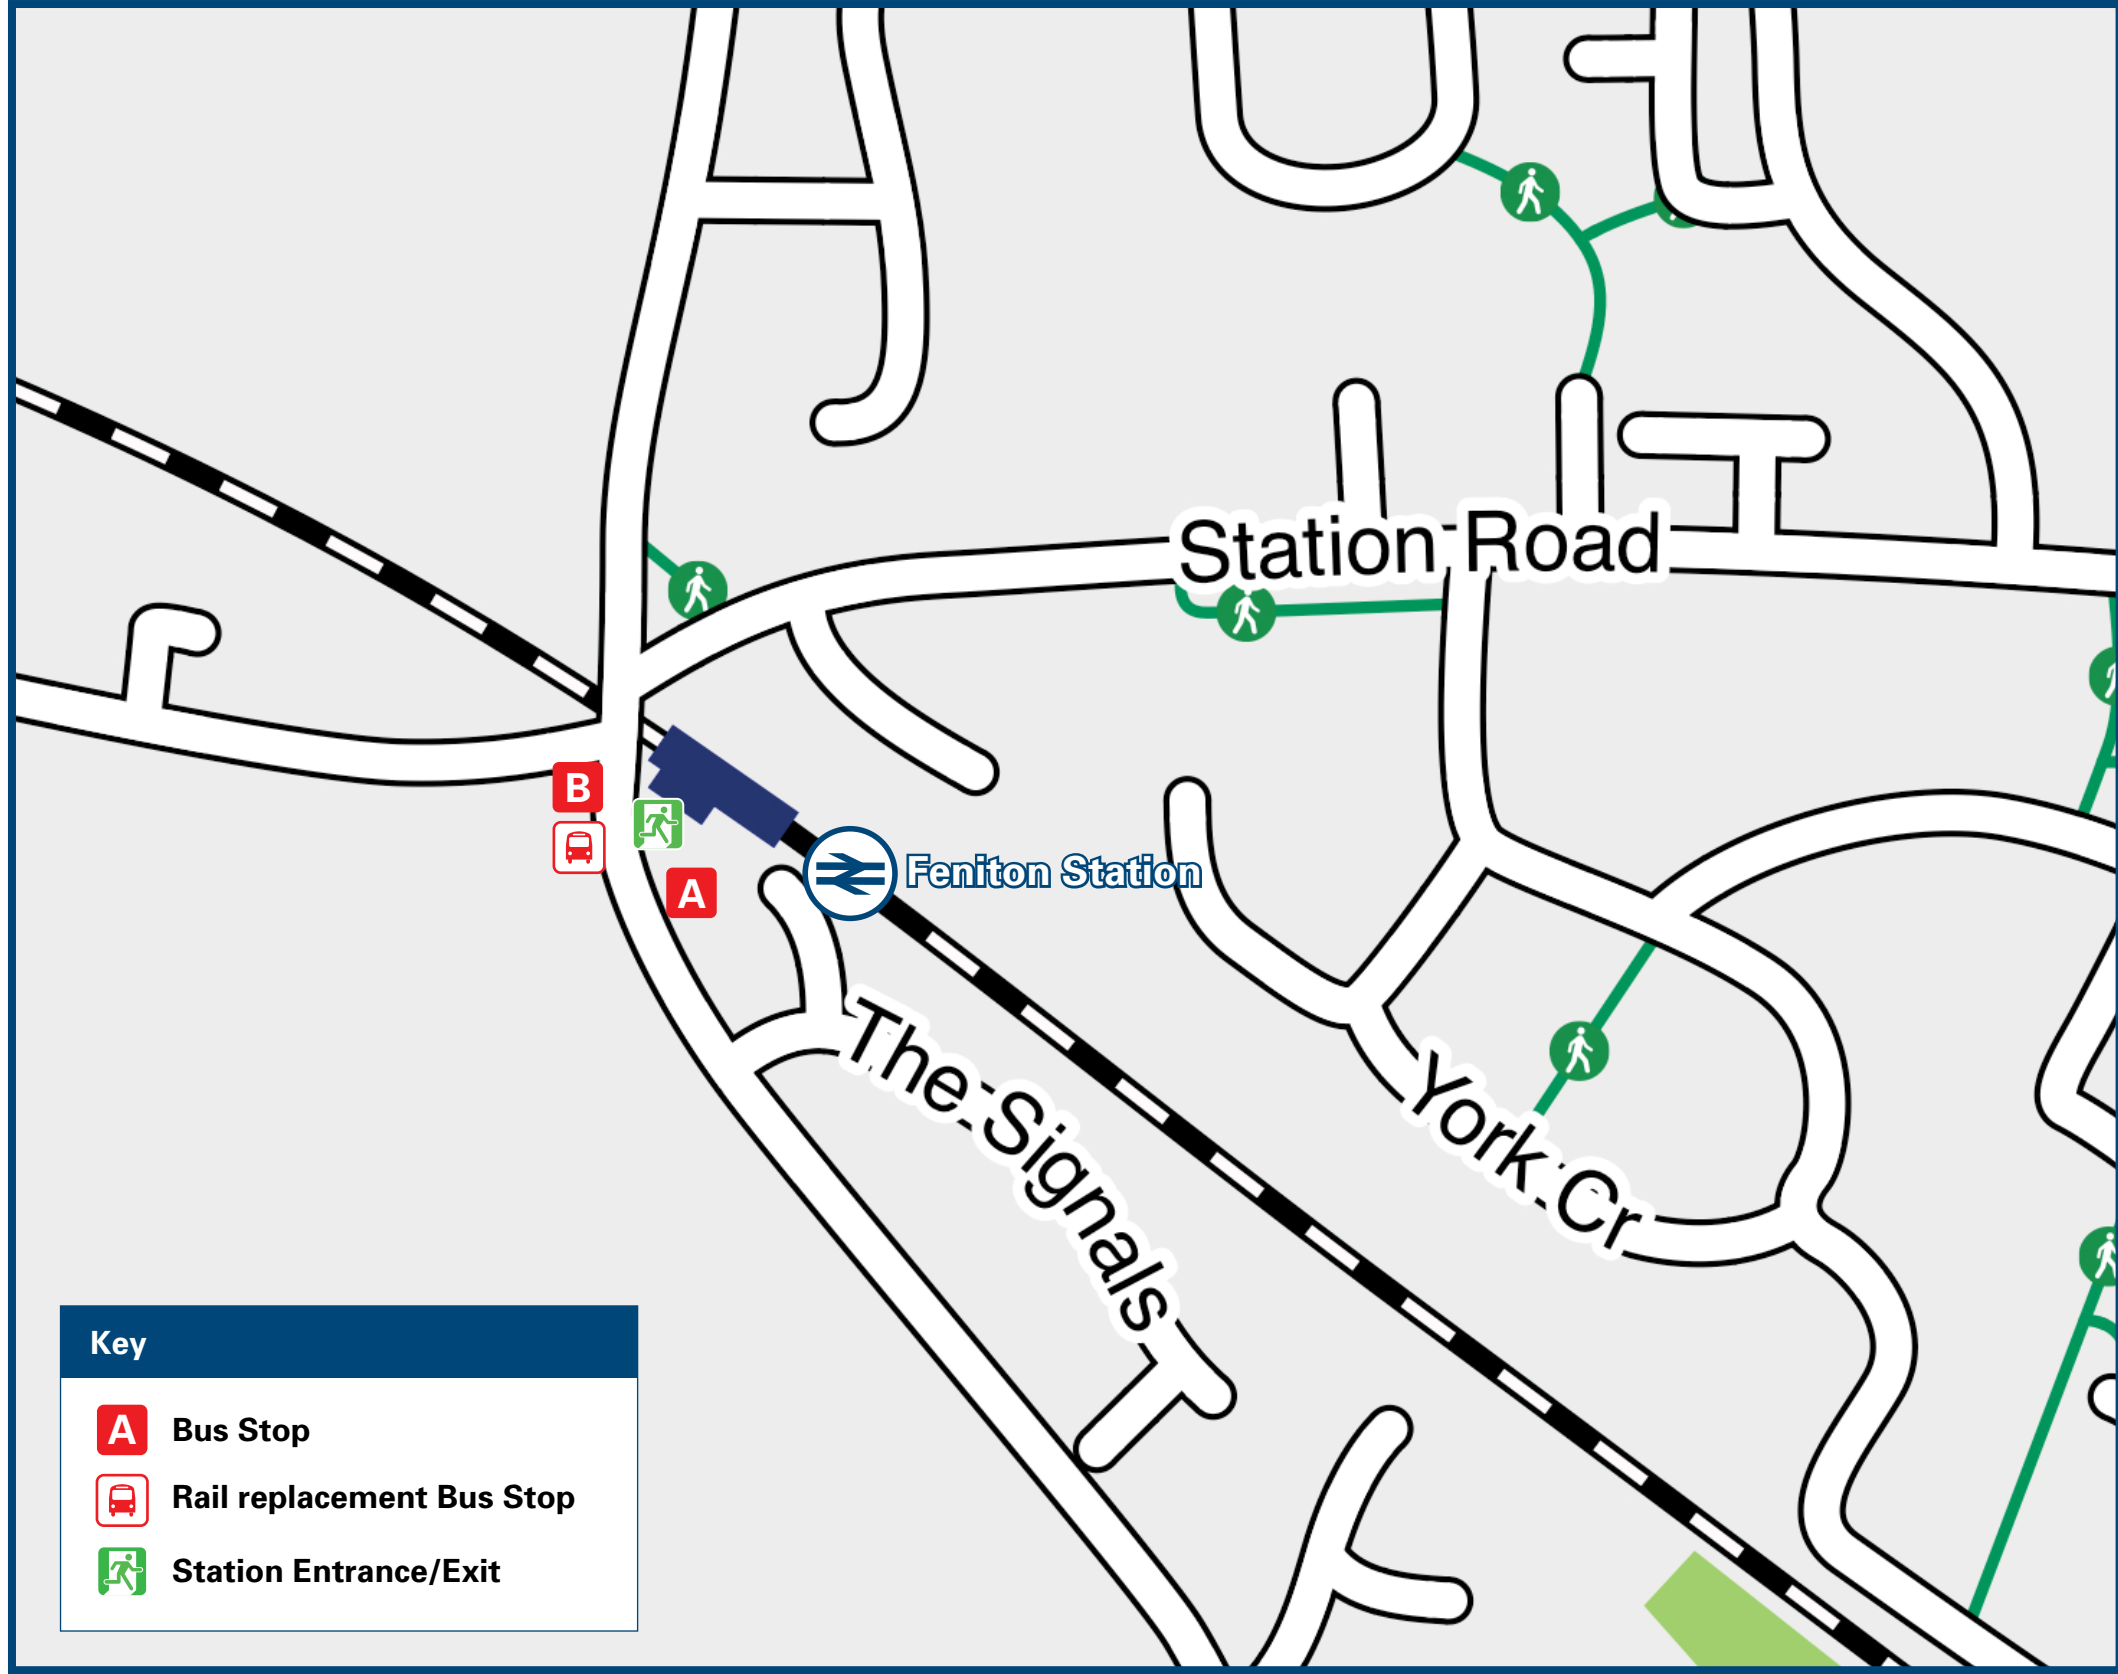 Station Road
B
A
Feniton Station
The Signals
York Cr
Key
A Bus Stop
Rail replacement Bus Stop
Station Entrance/Exit